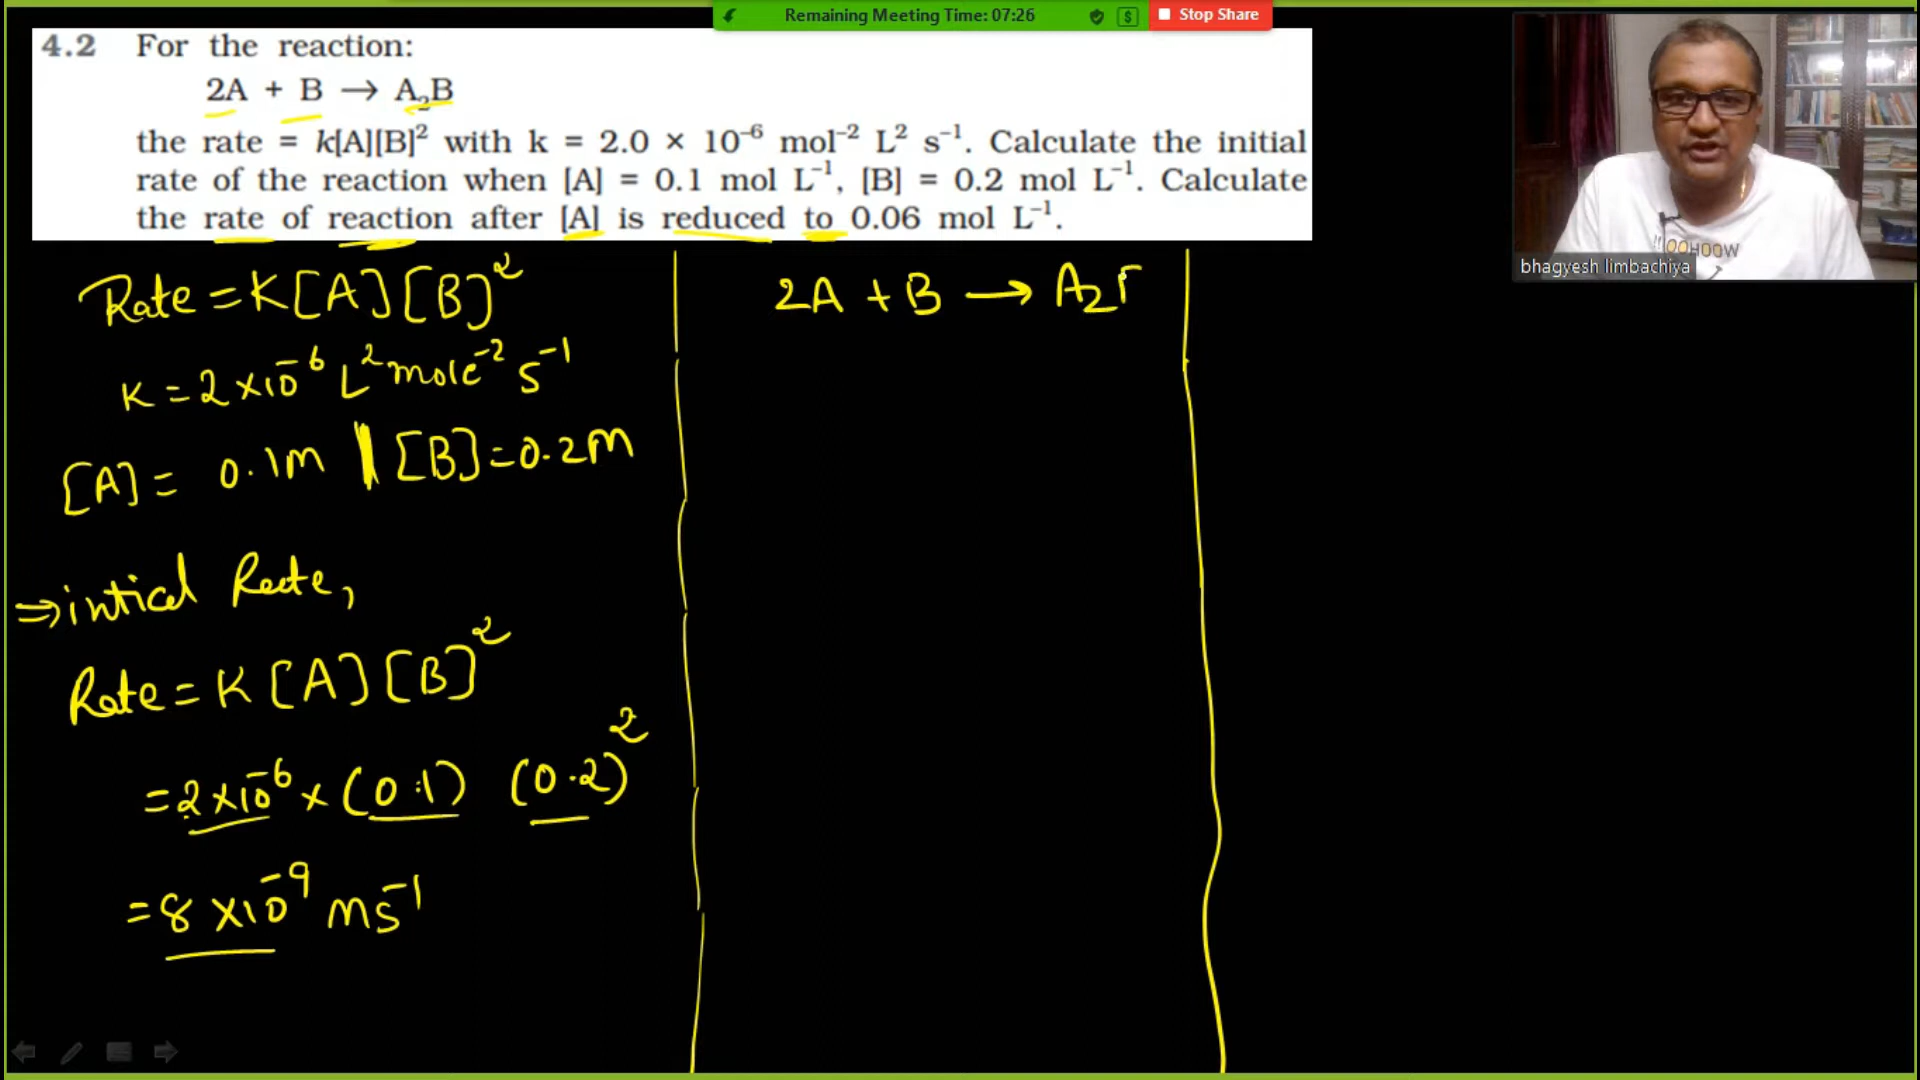 Remaining Meeting Time: 07:26 $ Stop Share
4.2 For the reaction:
2A + B → A₂B
the rate = k[A][B]² with k = 2.0 × 10⁻⁶ mol⁻² L² s⁻¹. Calculate the initial
rate of the reaction when [A] = 0.1 mol L⁻¹, [B] = 0.2 mol L⁻¹. Calculate
the rate of reaction after [A] is reduced to 0.06 mol L⁻¹.
!! OOHOOW
bhagyesh limbachiya
Rate = K[A][B]²
K = 2 × 10⁻⁶ L² mole⁻² S⁻¹
[A] = 0.1M | [B] = 0.2M
⇒ intical Rate,
Rate = K[A][B]²
= 2 × 10⁻⁶ × (0.1) (0.2)²
= 8 × 10⁻⁹ MS⁻¹
2A + B → A₂